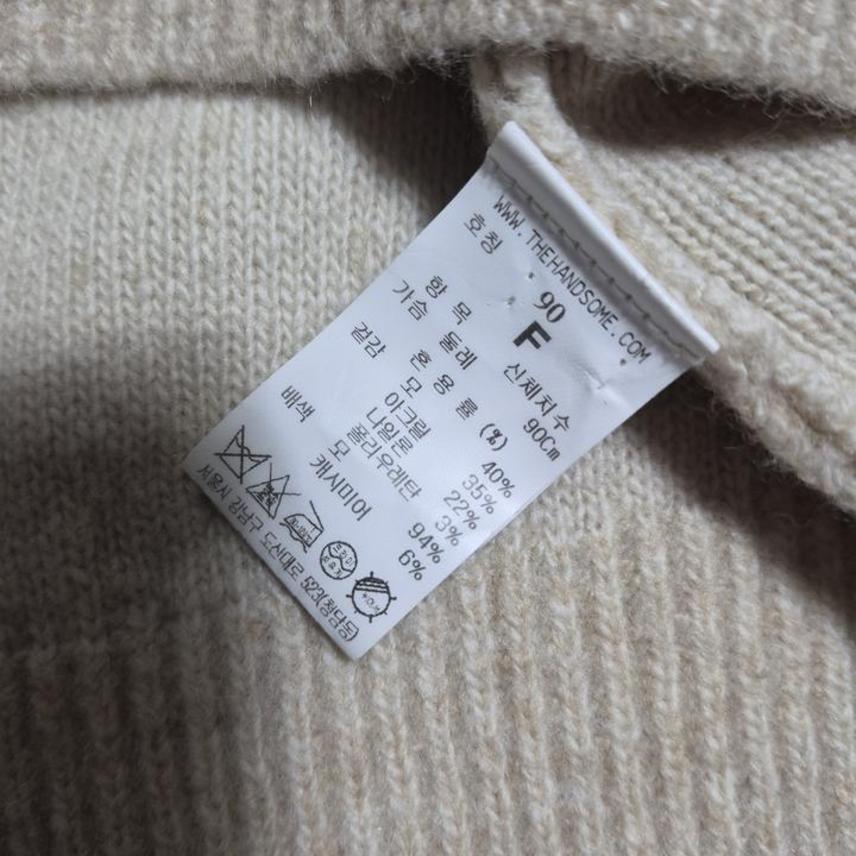 WWW.THEHANDSOME.COM
호칭 90
F
항 목 신체치수
가슴 둘레 90Cm
혼 용 률 (%)
겉감 모 40%
아크릴 35%
나일론 22%
폴리우레탄 3%
배색 모 94%
캐시미어 6%
서울시 강남구 도산대로 523(청담동)